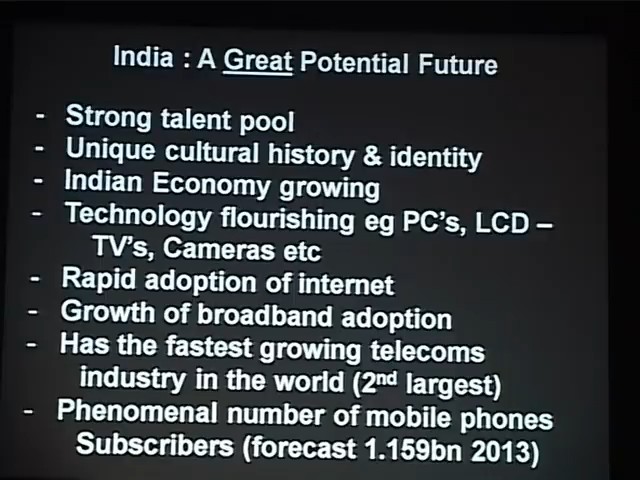 India : A Great Potential Future
- Strong talent pool
- Unique cultural history & identity
- Indian Economy growing
- Technology flourishing eg PC's, LCD –
TV's, Cameras etc
- Rapid adoption of internet
- Growth of broadband adoption
- Has the fastest growing telecoms
industry in the world (2nd largest)
- Phenomenal number of mobile phones
Subscribers (forecast 1.159bn 2013)